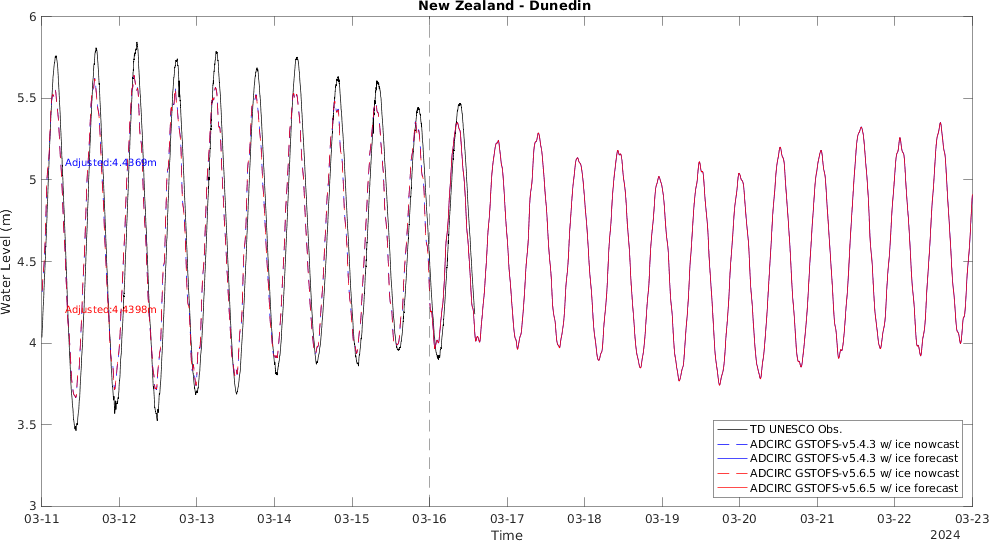 New Zealand - Dunedin
6
5.5
5
4.5
4
3.5
3
Water Level (m)
Adjusted:4.4369m
Adjusted:4.4398m
TD UNESCO Obs.
ADCIRC GSTOFS-v5.4.3 w/ ice nowcast
ADCIRC GSTOFS-v5.4.3 w/ ice forecast
ADCIRC GSTOFS-v5.6.5 w/ ice nowcast
ADCIRC GSTOFS-v5.6.5 w/ ice forecast
03-11 03-12 03-13 03-14 03-15 03-16 03-17 03-18 03-19 03-20 03-21 03-22 03-23
Time
2024